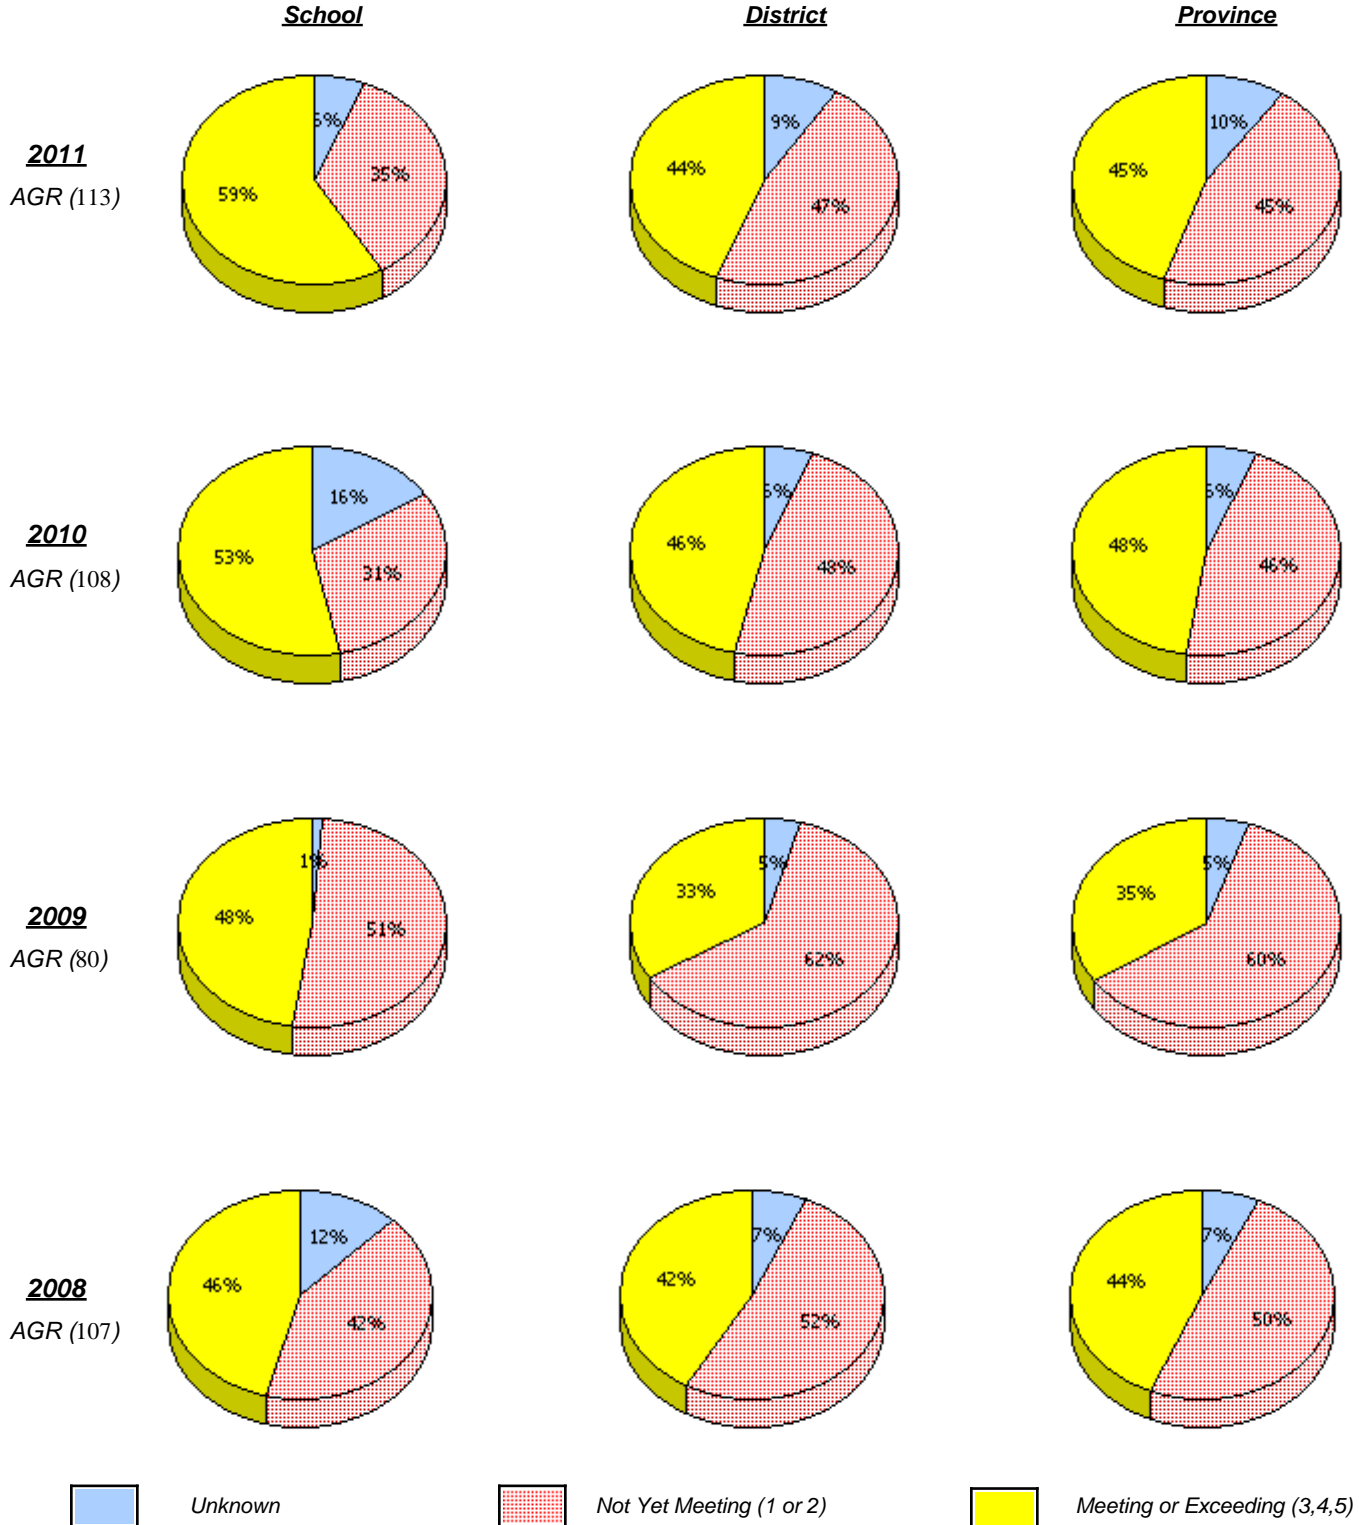 School District Province
6% 9% 10%
2011
AGR (113)
59% 35% 44% 47% 45% 45%
16% 6% 6%
2010
AGR (108)
53% 31% 46% 48% 48% 46%
1% 5% 5%
2009
AGR (80)
48% 51% 33% 62% 35% 60%
12% 7% 7%
2008
AGR (107)
46% 42% 42% 52% 44% 50%
Unknown Not Yet Meeting (1 or 2) Meeting or Exceeding (3,4,5)